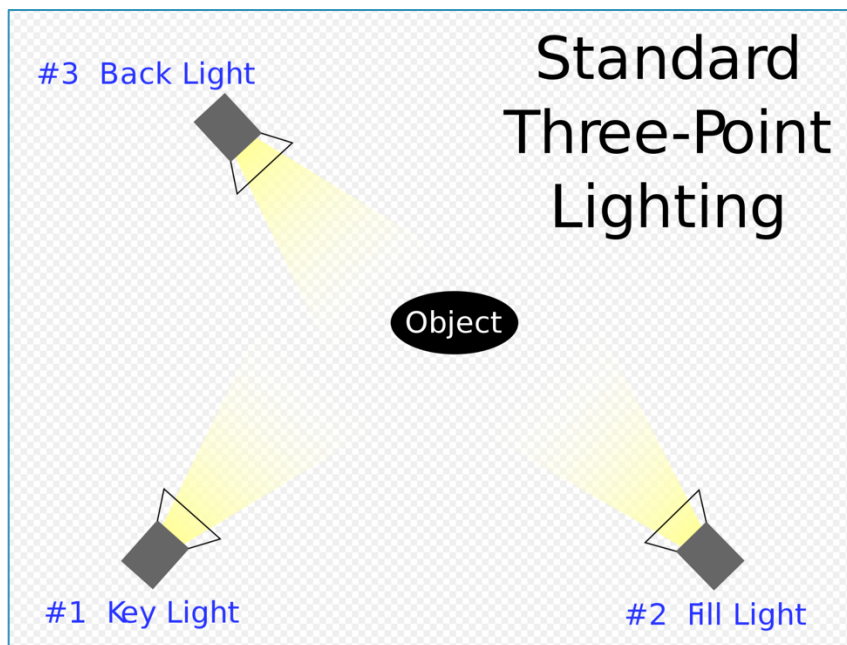 #3 Back Light
Standard
Three-Point
Lighting
Object
#1 Key Light
#2 Fill Light